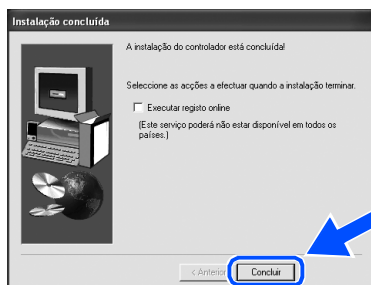 Instalação concluída
A instalação do controlador está concluída!
Seleccione as acções a efectuar quando a instalação terminar.
Executar registo online
(Este serviço poderá não estar disponível em todos os
países.)
< Anterior
Concluir